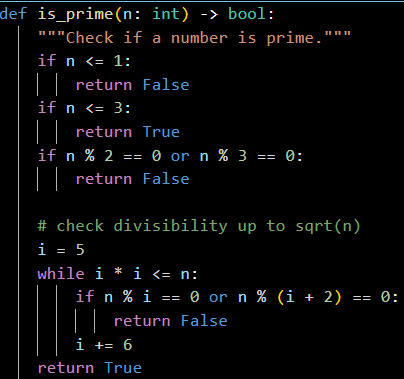 def is_prime(n: int) -> bool:
    """Check if a number is prime."""
    if n <= 1:
        return False
    if n <= 3:
        return True
    if n % 2 == 0 or n % 3 == 0:
        return False

    # check divisibility up to sqrt(n)
    i = 5
    while i * i <= n:
        if n % i == 0 or n % (i + 2) == 0:
            return False
        i += 6
    return True